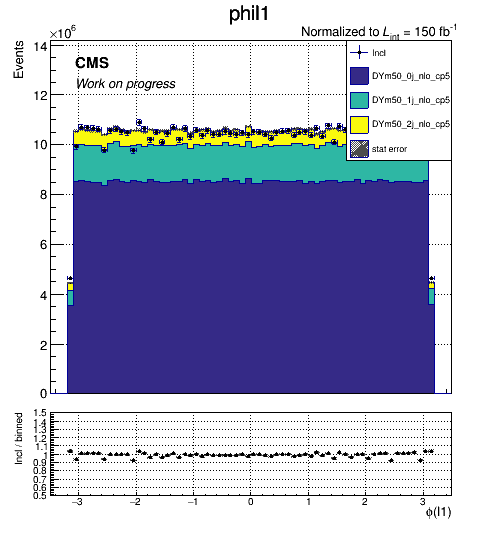 phil1
×10⁶
Normalized to L_int = 150 fb⁻¹
Events
14
12
10
8
6
4
2
0
CMS
Work on progress
Incl
DYm50_0j_nlo_cp5
DYm50_1j_nlo_cp5
DYm50_2j_nlo_cp5
stat error
Incl / binned
1.5
1.4
1.3
1.2
1.1
1
0.9
0.8
0.7
0.6
0.5
−3 −2 −1 0 1 2 3
ϕ(l1)